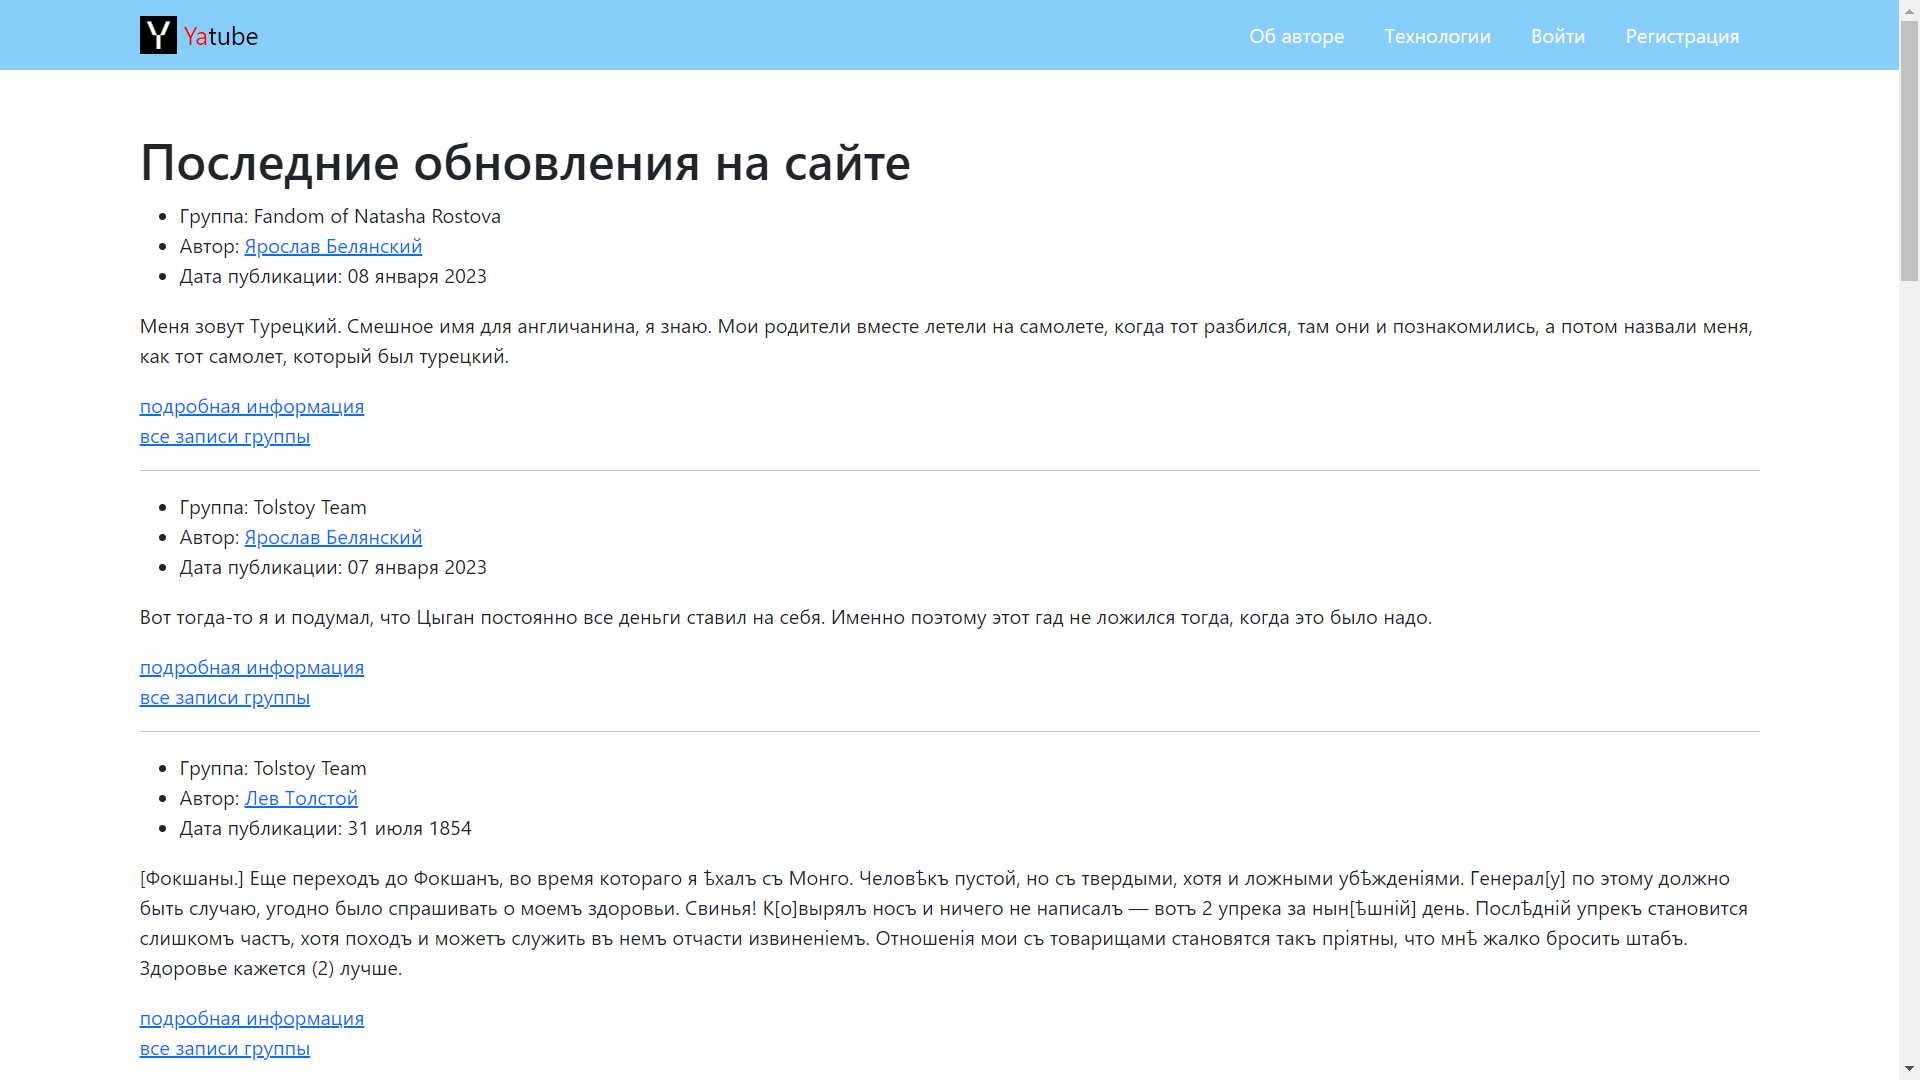 Y Yatube
Об авторе Технологии Войти Регистрация
Последние обновления на сайте
Группа: Fandom of Natasha Rostova
Автор: Ярослав Белянский
Дата публикации: 08 января 2023
Меня зовут Турецкий. Смешное имя для англичанина, я знаю. Мои родители вместе летели на самолете, когда тот разбился, там они и познакомились, а потом назвали меня,
как тот самолет, который был турецкий.
подробная информация
все записи группы
Группа: Tolstoy Team
Автор: Ярослав Белянский
Дата публикации: 07 января 2023
Вот тогда-то я и подумал, что Цыган постоянно все деньги ставил на себя. Именно поэтому этот гад не ложился тогда, когда это было надо.
подробная информация
все записи группы
Группа: Tolstoy Team
Автор: Лев Толстой
Дата публикации: 31 июля 1854
[Фокшаны.] Еще переходъ до Фокшанъ, во время котораго я ѣхалъ съ Монго. Человѣкъ пустой, но съ твердыми, хотя и ложными убѣжденіями. Генерал[у] по этому должно
быть случаю, угодно было спрашивать о моемъ здоровьи. Свинья! К[о]вырялъ носъ и ничего не написалъ — вотъ 2 упрека за нын[ѣшній] день. Послѣдній упрекъ становится
слишкомъ частъ, хотя походъ и можетъ служить въ немъ отчасти извиненіемъ. Отношенія мои съ товарищами становятся такъ пріятны, что мнѣ жалко бросить штабъ.
Здоровье кажется (2) лучше.
подробная информация
все записи группы